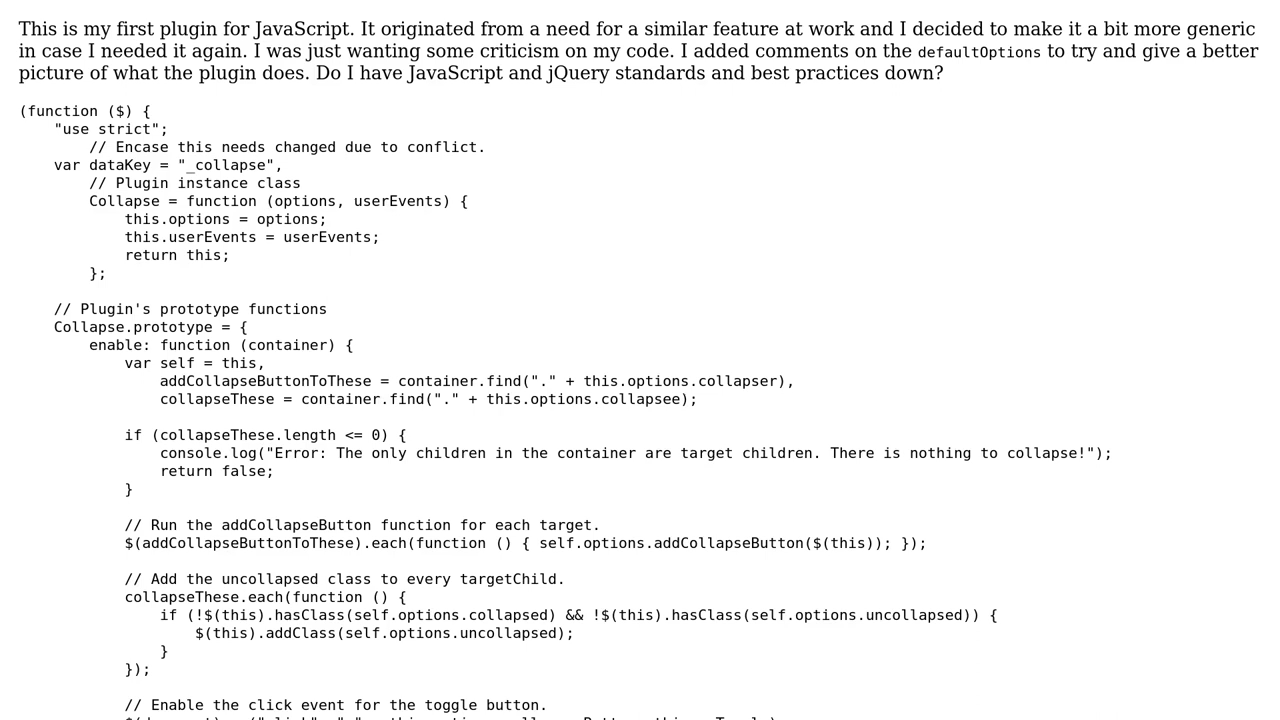 This is my first plugin for JavaScript. It originated from a need for a similar feature at work and I decided to make it a bit more generic
in case I needed it again. I was just wanting some criticism on my code. I added comments on the defaultOptions to try and give a better
picture of what the plugin does. Do I have JavaScript and jQuery standards and best practices down?
(function ($) {
    "use strict";
        // Encase this needs changed due to conflict.
    var dataKey = "_collapse",
        // Plugin instance class
        Collapse = function (options, userEvents) {
            this.options = options;
            this.userEvents = userEvents;
            return this;
        };
    // Plugin's prototype functions
    Collapse.prototype = {
        enable: function (container) {
            var self = this,
                addCollapseButtonToThese = container.find("." + this.options.collapser),
                collapseThese = container.find("." + this.options.collapsee);
            if (collapseThese.length <= 0) {
                console.log("Error: The only children in the container are target children. There is nothing to collapse!");
                return false;
            }
            // Run the addCollapseButton function for each target.
            $(addCollapseButtonToThese).each(function () { self.options.addCollapseButton($(this)); });
            // Add the uncollapsed class to every targetChild.
            collapseThese.each(function () {
                if (!$(this).hasClass(self.options.collapsed) && !$(this).hasClass(self.options.uncollapsed)) {
                    $(this).addClass(self.options.uncollapsed);
                }
            });
            // Enable the click event for the toggle button.